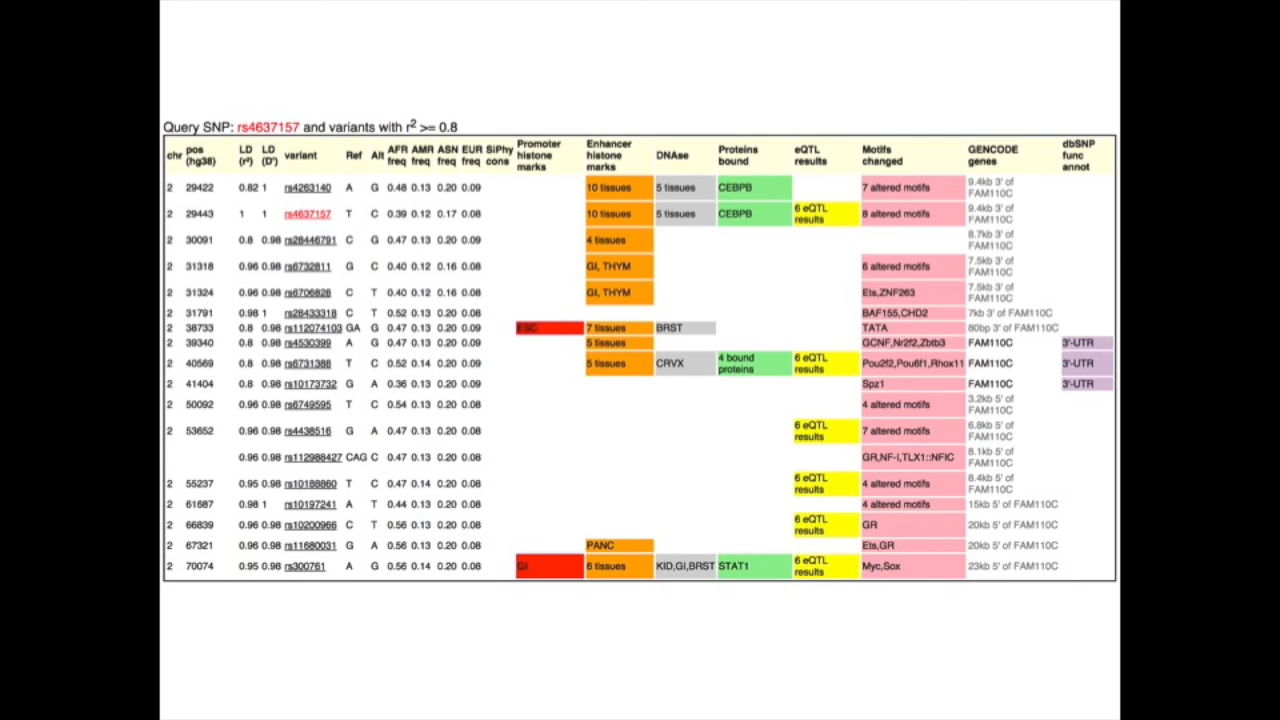 Query SNP: rs4637157 and variants with r² >= 0.8
chr pos (hg38) LD (r²) LD (D') variant Ref Alt AFR freq AMR freq ASN freq EUR freq SiPhy cons Promoter histone marks Enhancer histone marks DNAse Proteins bound eQTL results Motifs changed GENCODE genes dbSNP func annot
2 29422 0.82 1 rs4263140 A G 0.48 0.13 0.20 0.09 10 tissues 5 tissues CEBPB 7 altered motifs 9.4kb 3' of FAM110C
2 29443 1 1 rs4637157 T C 0.39 0.12 0.17 0.08 10 tissues 5 tissues CEBPB 6 eQTL results 8 altered motifs 9.4kb 3' of FAM110C
2 30091 0.8 0.98 rs28446791 C G 0.47 0.13 0.20 0.09 4 tissues 8.7kb 3' of FAM110C
2 31318 0.96 0.98 rs6732811 G C 0.40 0.12 0.16 0.08 GI, THYM 6 altered motifs 7.5kb 3' of FAM110C
2 31324 0.96 0.98 rs6706828 C T 0.40 0.12 0.16 0.08 GI, THYM Ets,ZNF263 7.5kb 3' of FAM110C
2 31791 0.98 1 rs28433318 C T 0.52 0.13 0.20 0.08 BAF155,CHD2 7kb 3' of FAM110C
2 38733 0.8 0.98 rs112074103 GA G 0.47 0.13 0.20 0.09 ESC 7 tissues BRST TATA 80bp 3' of FAM110C
2 39340 0.8 0.98 rs4530399 A G 0.47 0.13 0.20 0.09 5 tissues GCNF,Nr2f2,Zbtb3 FAM110C 3'-UTR
2 40569 0.8 0.98 rs6731388 T C 0.52 0.14 0.20 0.09 5 tissues CRVX 4 bound proteins 6 eQTL results Pou2f2,Pou6f1,Rhox11 FAM110C 3'-UTR
2 41404 0.8 0.98 rs10173732 G A 0.36 0.13 0.20 0.09 Spz1 FAM110C 3'-UTR
2 50092 0.96 0.98 rs6749595 T C 0.54 0.13 0.20 0.08 4 altered motifs 3.2kb 5' of FAM110C
2 53652 0.96 0.98 rs4438516 G A 0.47 0.13 0.20 0.08 6 eQTL results 7 altered motifs 6.8kb 5' of FAM110C
0.96 0.98 rs112988427 CAG C 0.47 0.13 0.20 0.08 GR,NF-I,TLX1::NFIC 8.1kb 5' of FAM110C
2 55237 0.95 0.98 rs10188860 T C 0.47 0.14 0.20 0.08 6 eQTL results 4 altered motifs 8.4kb 5' of FAM110C
2 61687 0.98 1 rs10197241 A T 0.44 0.13 0.20 0.08 4 altered motifs 15kb 5' of FAM110C
2 66839 0.96 0.98 rs10200966 C T 0.56 0.13 0.20 0.08 6 eQTL results GR 20kb 5' of FAM110C
2 67321 0.96 0.98 rs11680031 G A 0.56 0.13 0.20 0.08 PANC Ets,GR 20kb 5' of FAM110C
2 70074 0.95 0.98 rs300761 A G 0.56 0.14 0.20 0.08 GI 6 tissues KID,GI,BRST STAT1 6 eQTL results Myc,Sox 23kb 5' of FAM110C